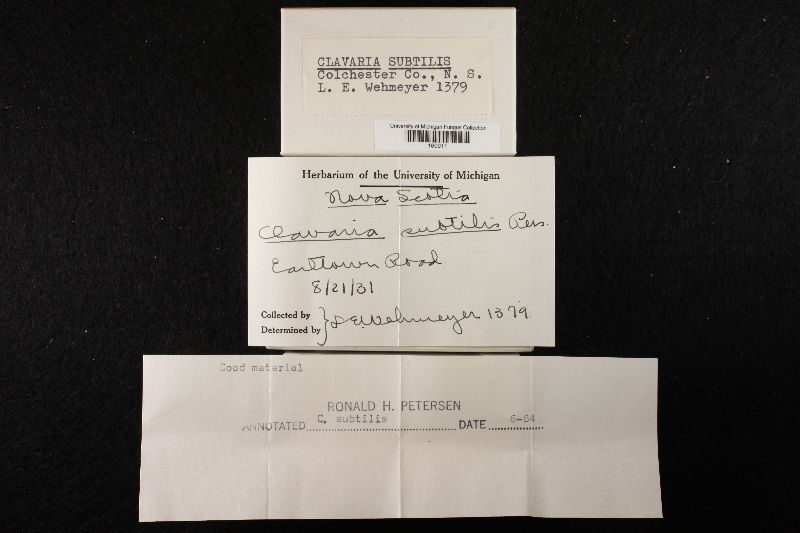 CLAVARIA SUBTILIS
Colchester Co., N. S.
L. E. Wehmeyer 1379
University of Michigan Fungus Collection
160911
Herbarium of the University of Michigan
Nova Scotia
Clavaria subtilis Pers.
Earltown Road
8/21/31
Collected by
Determined by } L E Wehmeyer 1379
Good material
RONALD H. PETERSEN
ANNOTATED C. subtilis DATE 6-64